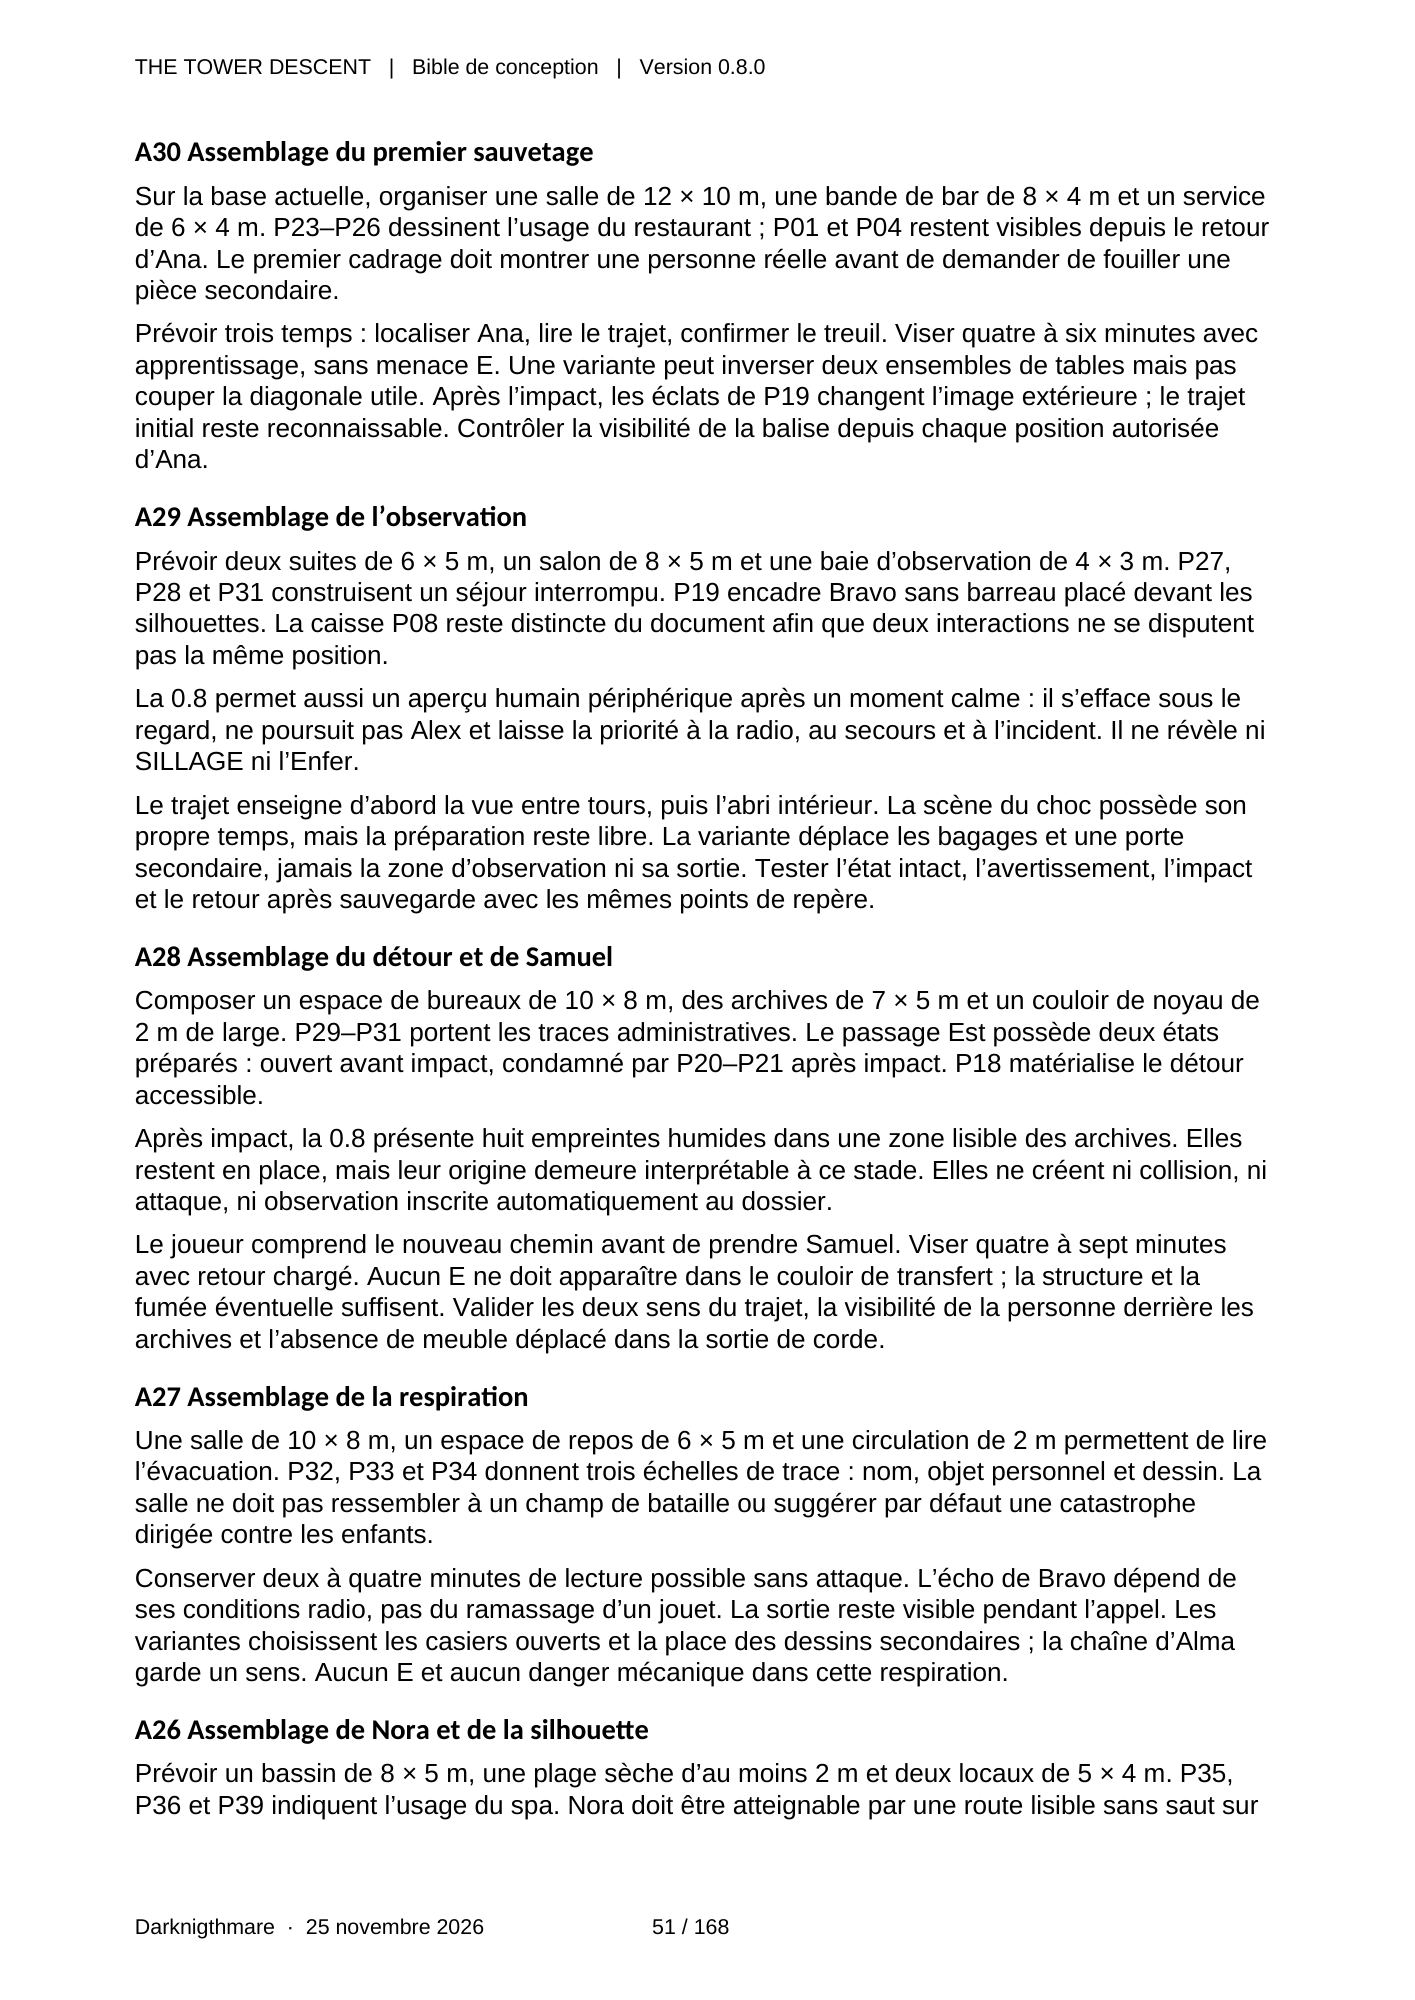 THE TOWER DESCENT | Bible de conception | Version 0.8.0
A30 Assemblage du premier sauvetage
Sur la base actuelle, organiser une salle de 12 × 10 m, une bande de bar de 8 × 4 m et un service
de 6 × 4 m. P23–P26 dessinent l’usage du restaurant ; P01 et P04 restent visibles depuis le retour
d’Ana. Le premier cadrage doit montrer une personne réelle avant de demander de fouiller une
pièce secondaire.
Prévoir trois temps : localiser Ana, lire le trajet, confirmer le treuil. Viser quatre à six minutes avec
apprentissage, sans menace E. Une variante peut inverser deux ensembles de tables mais pas
couper la diagonale utile. Après l’impact, les éclats de P19 changent l’image extérieure ; le trajet
initial reste reconnaissable. Contrôler la visibilité de la balise depuis chaque position autorisée
d’Ana.
A29 Assemblage de l’observation
Prévoir deux suites de 6 × 5 m, un salon de 8 × 5 m et une baie d’observation de 4 × 3 m. P27,
P28 et P31 construisent un séjour interrompu. P19 encadre Bravo sans barreau placé devant les
silhouettes. La caisse P08 reste distincte du document afin que deux interactions ne se disputent
pas la même position.
La 0.8 permet aussi un aperçu humain périphérique après un moment calme : il s’efface sous le
regard, ne poursuit pas Alex et laisse la priorité à la radio, au secours et à l’incident. Il ne révèle ni
SILLAGE ni l’Enfer.
Le trajet enseigne d’abord la vue entre tours, puis l’abri intérieur. La scène du choc possède son
propre temps, mais la préparation reste libre. La variante déplace les bagages et une porte
secondaire, jamais la zone d’observation ni sa sortie. Tester l’état intact, l’avertissement, l’impact
et le retour après sauvegarde avec les mêmes points de repère.
A28 Assemblage du détour et de Samuel
Composer un espace de bureaux de 10 × 8 m, des archives de 7 × 5 m et un couloir de noyau de
2 m de large. P29–P31 portent les traces administratives. Le passage Est possède deux états
préparés : ouvert avant impact, condamné par P20–P21 après impact. P18 matérialise le détour
accessible.
Après impact, la 0.8 présente huit empreintes humides dans une zone lisible des archives. Elles
restent en place, mais leur origine demeure interprétable à ce stade. Elles ne créent ni collision, ni
attaque, ni observation inscrite automatiquement au dossier.
Le joueur comprend le nouveau chemin avant de prendre Samuel. Viser quatre à sept minutes
avec retour chargé. Aucun E ne doit apparaître dans le couloir de transfert ; la structure et la
fumée éventuelle suffisent. Valider les deux sens du trajet, la visibilité de la personne derrière les
archives et l’absence de meuble déplacé dans la sortie de corde.
A27 Assemblage de la respiration
Une salle de 10 × 8 m, un espace de repos de 6 × 5 m et une circulation de 2 m permettent de lire
l’évacuation. P32, P33 et P34 donnent trois échelles de trace : nom, objet personnel et dessin. La
salle ne doit pas ressembler à un champ de bataille ou suggérer par défaut une catastrophe
dirigée contre les enfants.
Conserver deux à quatre minutes de lecture possible sans attaque. L’écho de Bravo dépend de
ses conditions radio, pas du ramassage d’un jouet. La sortie reste visible pendant l’appel. Les
variantes choisissent les casiers ouverts et la place des dessins secondaires ; la chaîne d’Alma
garde un sens. Aucun E et aucun danger mécanique dans cette respiration.
A26 Assemblage de Nora et de la silhouette
Prévoir un bassin de 8 × 5 m, une plage sèche d’au moins 2 m et deux locaux de 5 × 4 m. P35,
P36 et P39 indiquent l’usage du spa. Nora doit être atteignable par une route lisible sans saut sur
Darknigthmare · 25 novembre 2026 51 / 168